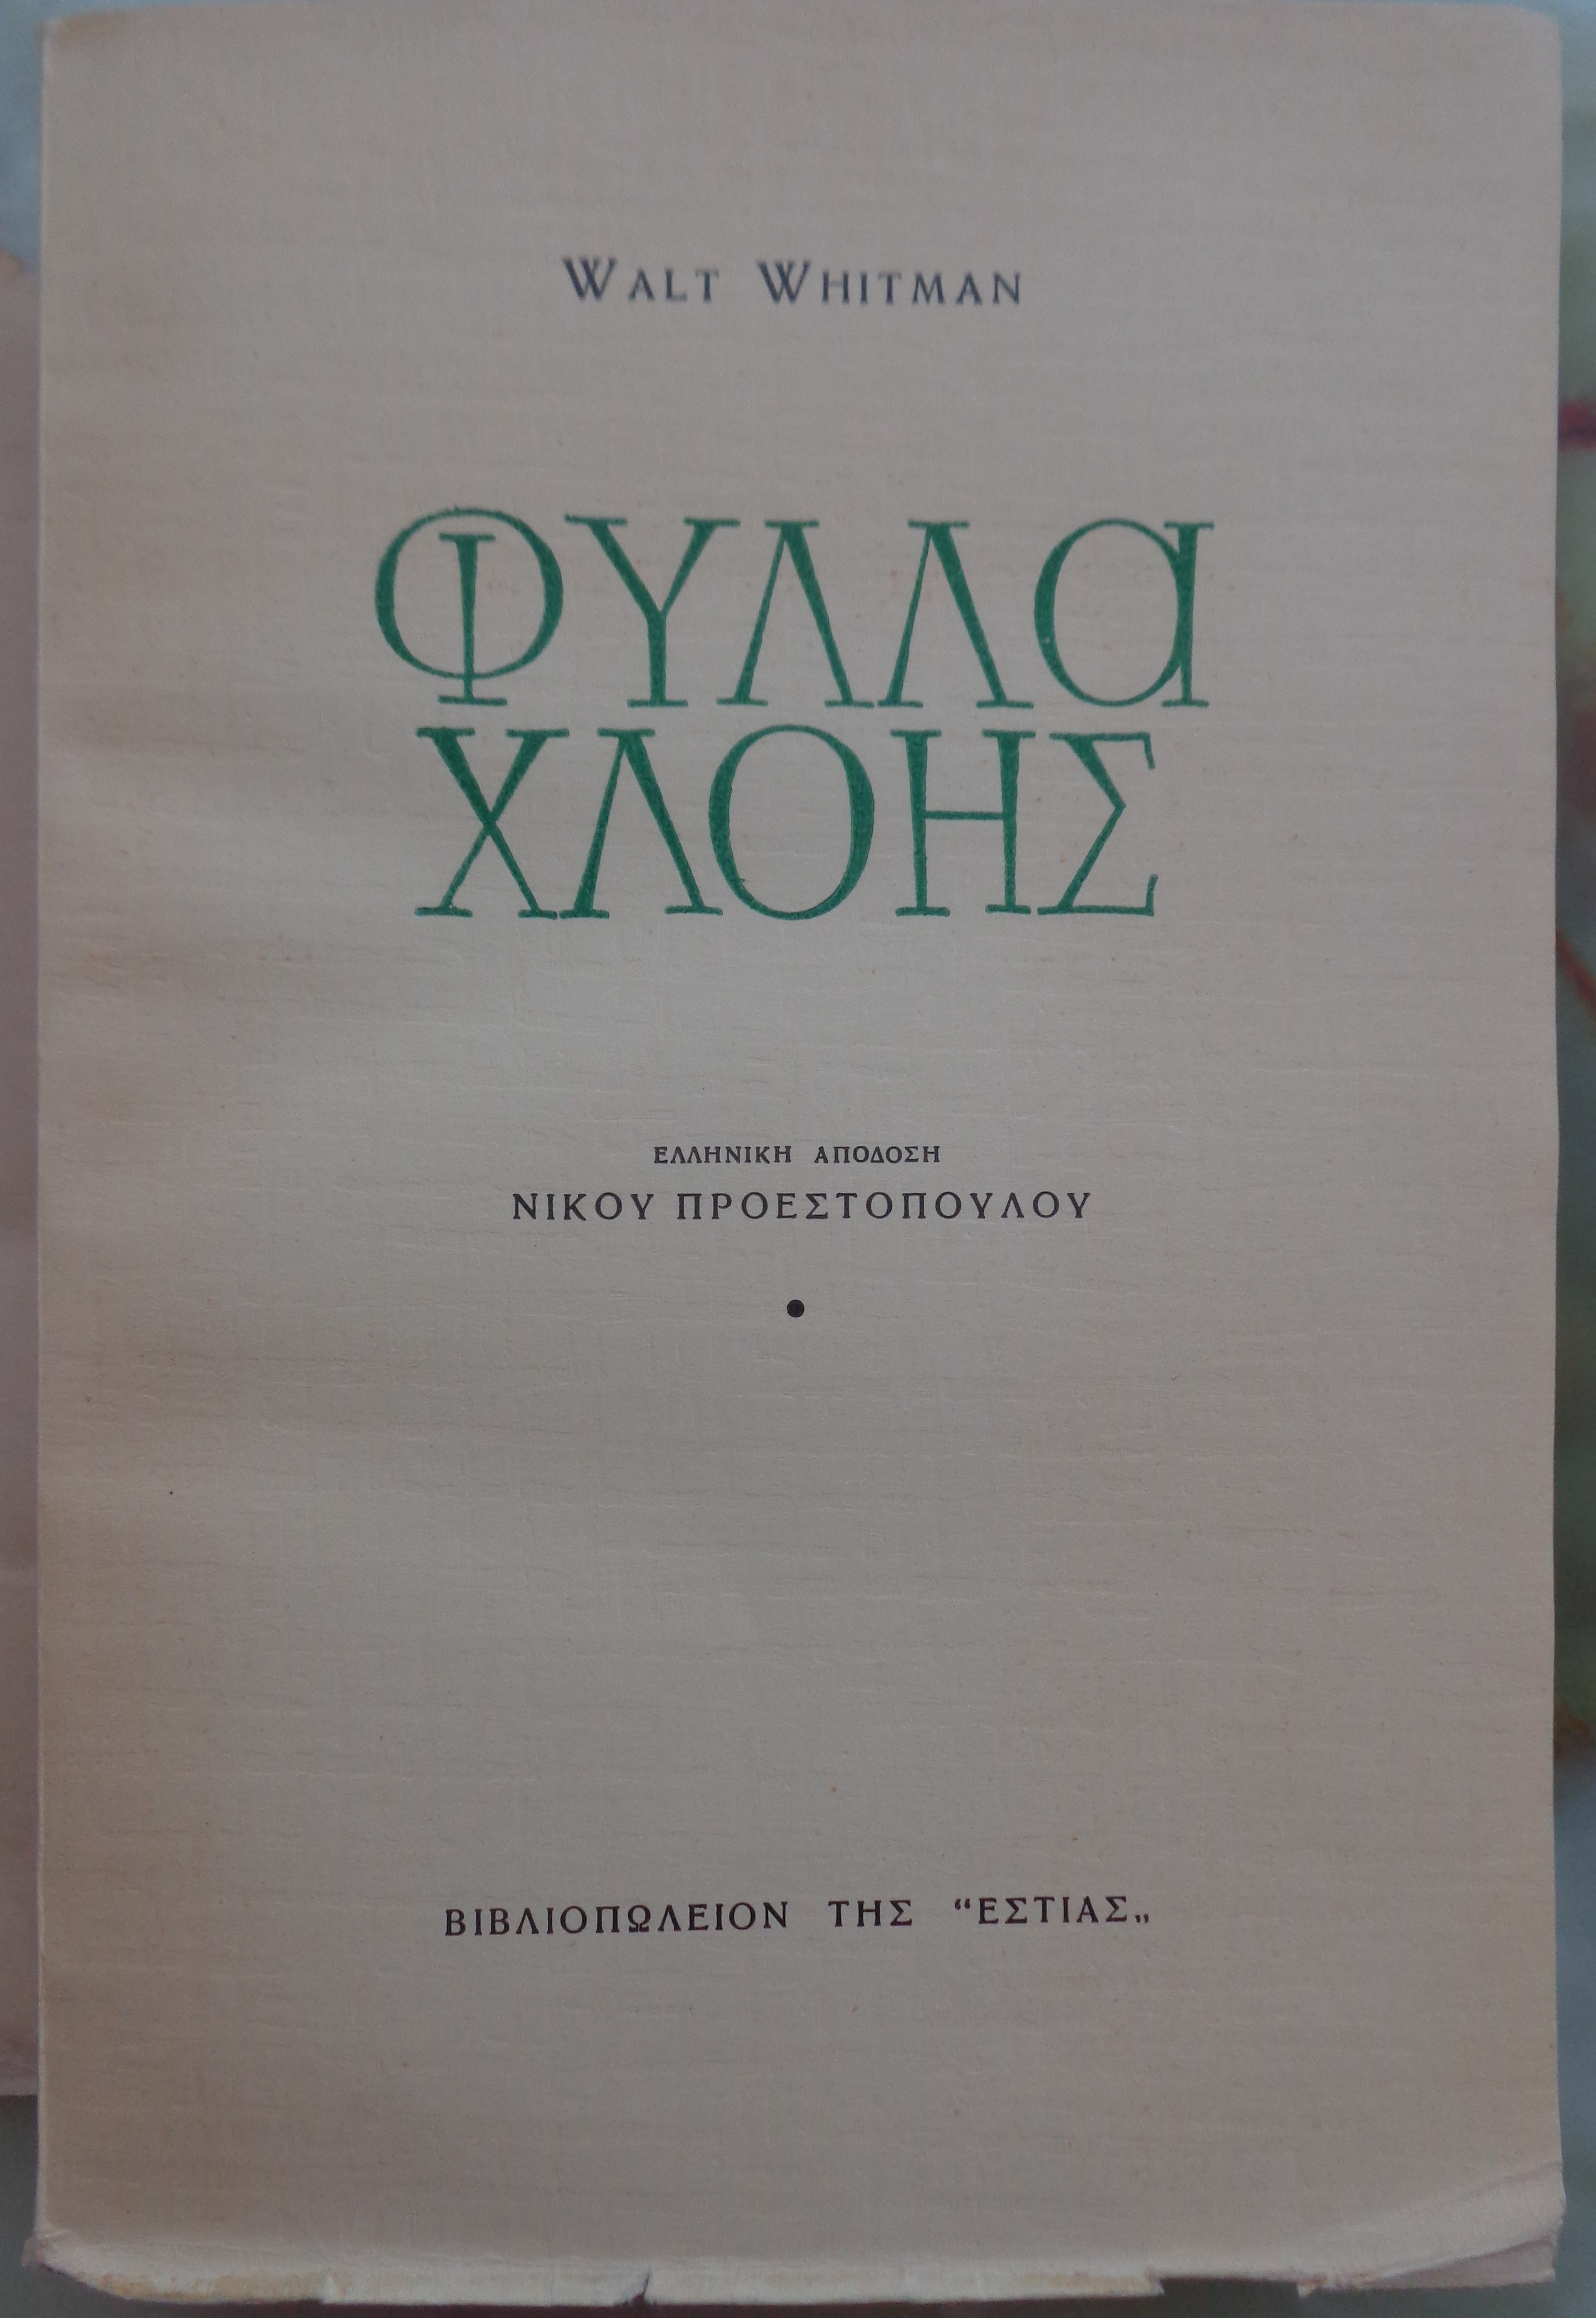 WALT WHITMAN
ΦΥΛΛΑ
ΧΛΟΗΣ
ΕΛΛΗΝΙΚΗ ΑΠΟΔΟΣΗ
ΝΙΚΟΥ ΠΡΟΕΣΤΟΠΟΥΛΟΥ
•
ΒΙΒΛΙΟΠΩΛΕΙΟΝ ΤΗΣ “ΕΣΤΙΑΣ„